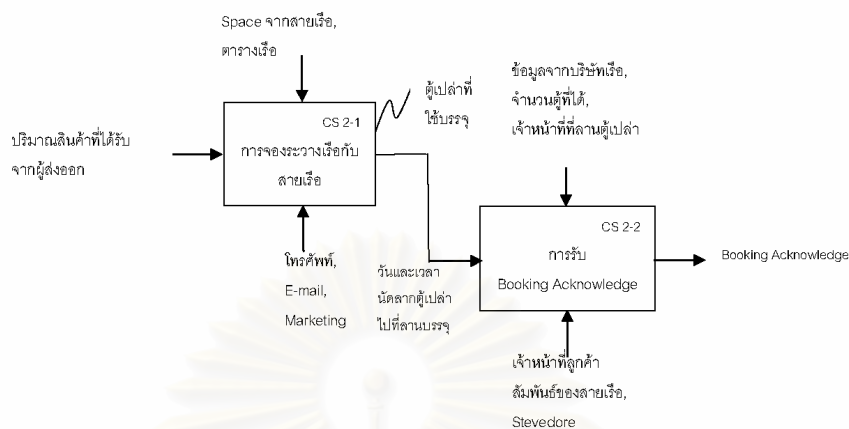 Space จากสายเรือ,
ตารางเรือ
ปริมาณสินค้าที่ได้รับ
จากผู้ส่งออก
CS 2-1
การจองระวางเรือกับ
สายเรือ
ตู้เปล่าที่
ใช้บรรจุ
โทรศัพท์,
E-mail,
Marketing
วันและเวลา
นัดลากตู้เปล่า
ไปที่ลานบรรจุ
ข้อมูลจากบริษัทเรือ,
จำนวนตู้ที่ได้,
เจ้าหน้าที่ที่ลานตู้เปล่า
CS 2-2
การรับ
Booking Acknowledge
Booking Acknowledge
เจ้าหน้าที่ลูกค้า
สัมพันธ์ของสายเรือ,
Stevedore